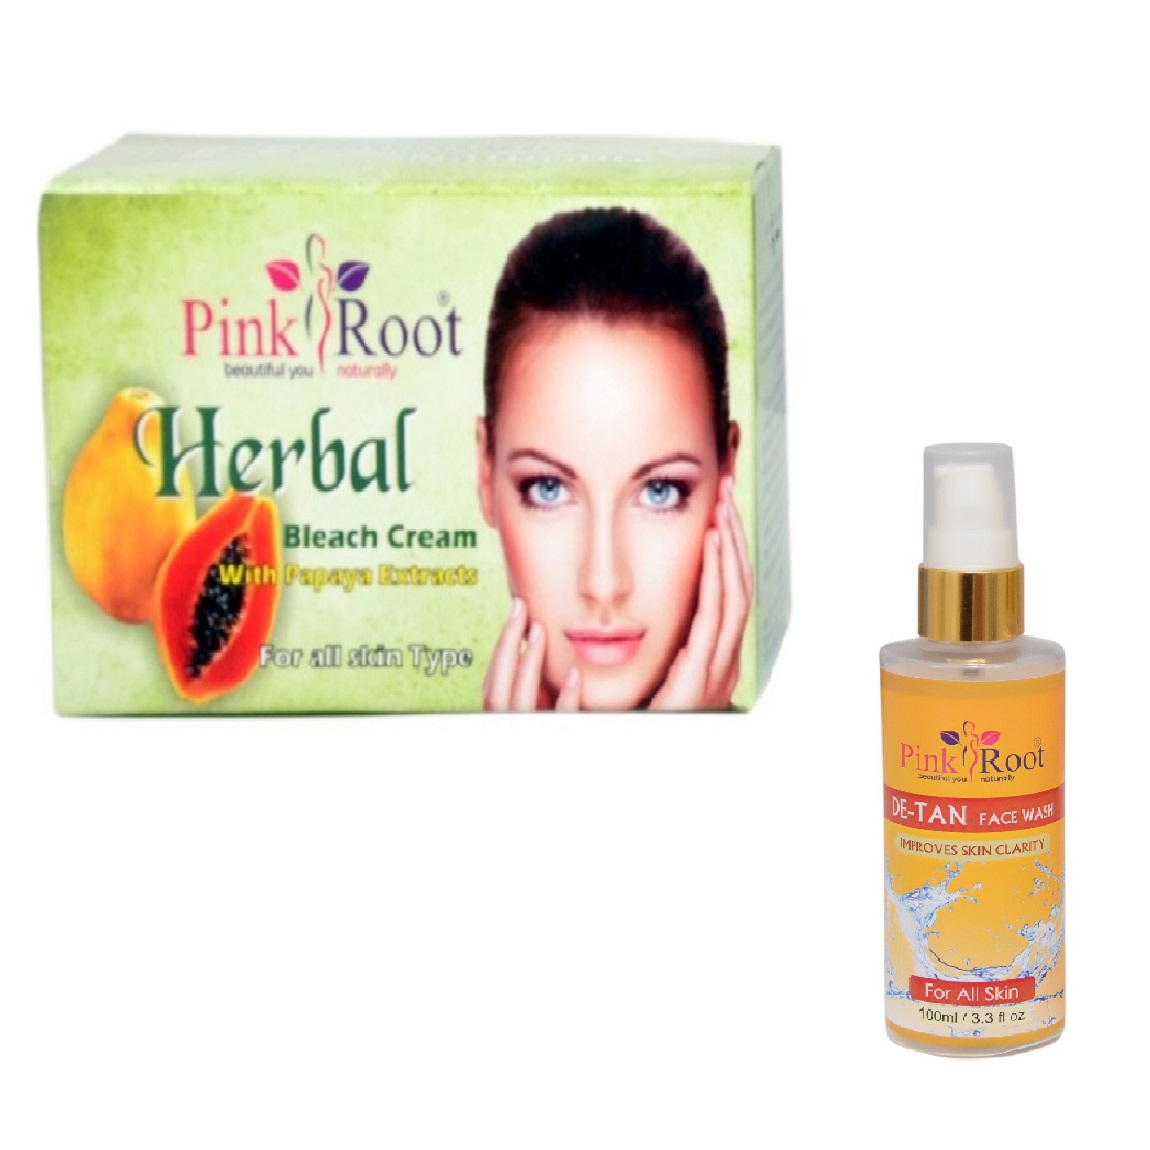 Pink Root®
beautiful you naturally
Herbal
Bleach Cream
With Papaya Extracts
For all skin Type
Pink Root®
beautiful you naturally
DE-TAN FACE WASH
IMPROVES SKIN CLARITY
For All Skin
100ml / 3.3 fl oz